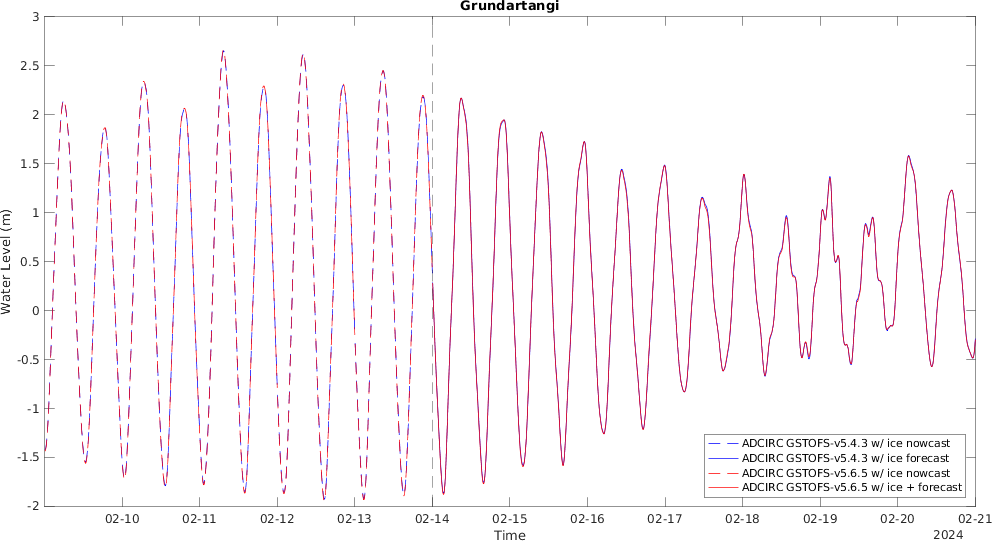 Grundartangi
3
2.5
2
1.5
1
0.5
0
-0.5
-1
-1.5
-2
Water Level (m)
ADCIRC GSTOFS-v5.4.3 w/ ice nowcast
ADCIRC GSTOFS-v5.4.3 w/ ice forecast
ADCIRC GSTOFS-v5.6.5 w/ ice nowcast
ADCIRC GSTOFS-v5.6.5 w/ ice + forecast
02-10 02-11 02-12 02-13 02-14 02-15 02-16 02-17 02-18 02-19 02-20 02-21
Time
2024